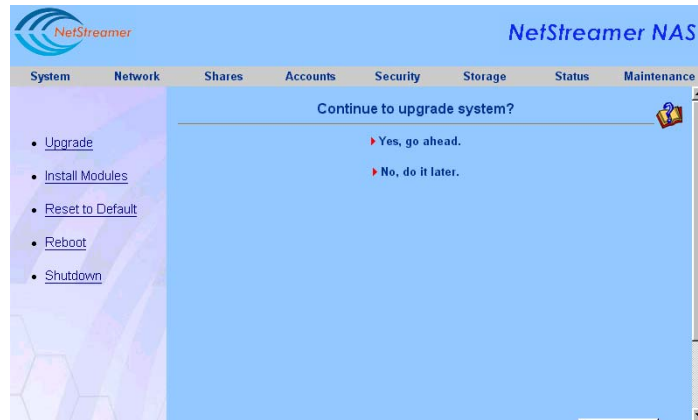 NetStreamer
NetStreamer NAS
System Network Shares Accounts Security Storage Status Maintenance
Continue to upgrade system?
Yes, go ahead.
No, do it later.
Upgrade
Install Modules
Reset to Default
Reboot
Shutdown